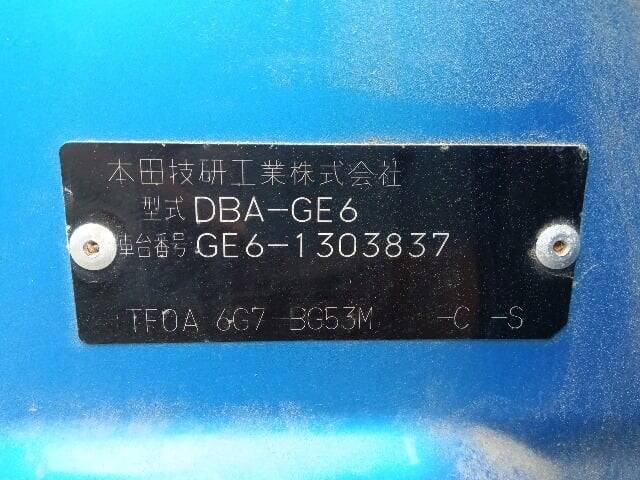 本田技研工業株式会社
型式 DBA-GE6
車台番号 GE6-1303837
TF0A 6G7 BG53M -C -S